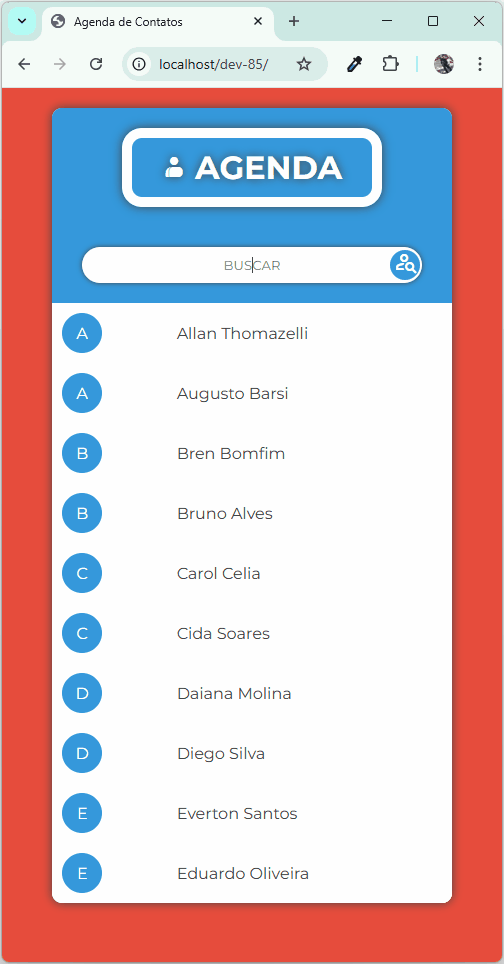 Agenda de Contatos
localhost/dev-85/
AGENDA
BUSCAR
A Allan Thomazelli
A Augusto Barsi
B Bren Bomfim
B Bruno Alves
C Carol Celia
C Cida Soares
D Daiana Molina
D Diego Silva
E Everton Santos
E Eduardo Oliveira